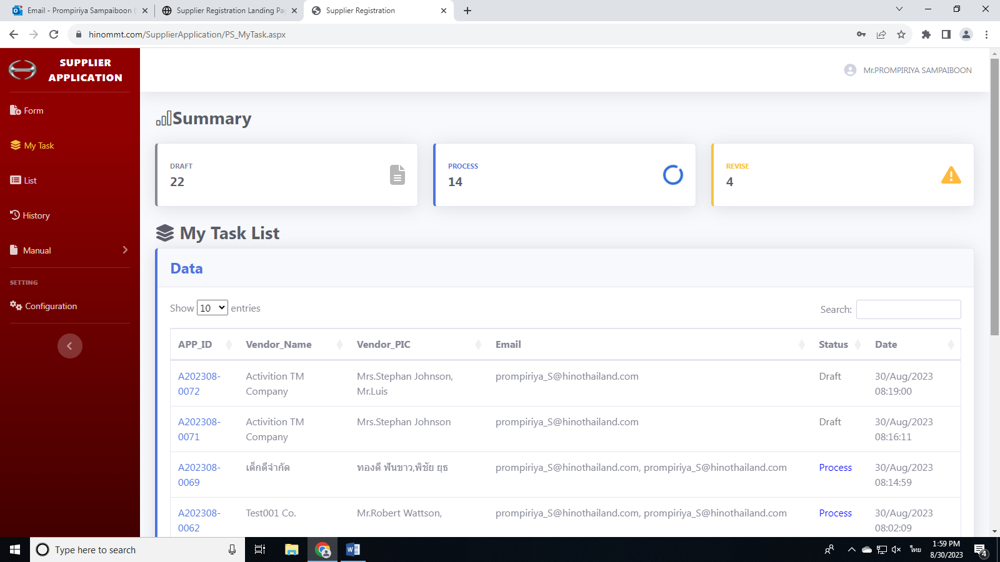 Email - Prompiriya Sampaiboon (
Supplier Registration Landing Pa
Supplier Registration
hinommt.com/SupplierApplication/PS_MyTask.aspx
SUPPLIER
APPLICATION
Mr.PROMPIRIYA SAMPAIBOON
Form
My Task
List
History
Manual
SETTING
Configuration
Summary
DRAFT
22
PROCESS
14
REVISE
4
My Task List
Data
Show 10 entries
Search:
APP_ID Vendor_Name Vendor_PIC Email Status Date
A202308- Activition TM Mrs.Stephan Johnson, prompiriya_S@hinothailand.com Draft 30/Aug/2023
0072 Company Mr.Luis 08:19:00
A202308- Activition TM Mrs.Stephan Johnson prompiriya_S@hinothailand.com Draft 30/Aug/2023
0071 Company 08:16:11
A202308- เด็กดีจำกัด ทองดี ฟันขาว,พิชัย ยุธ prompiriya_S@hinothailand.com, prompiriya_S@hinothailand.com Process 30/Aug/2023
0069 08:14:59
A202308- Test001 Co. Mr.Robert Wattson, prompiriya_S@hinothailand.com, prompiriya_S@hinothailand.com Process 30/Aug/2023
0062 08:02:09
Type here to search
W
ไทย
1:59 PM
8/30/2023
4